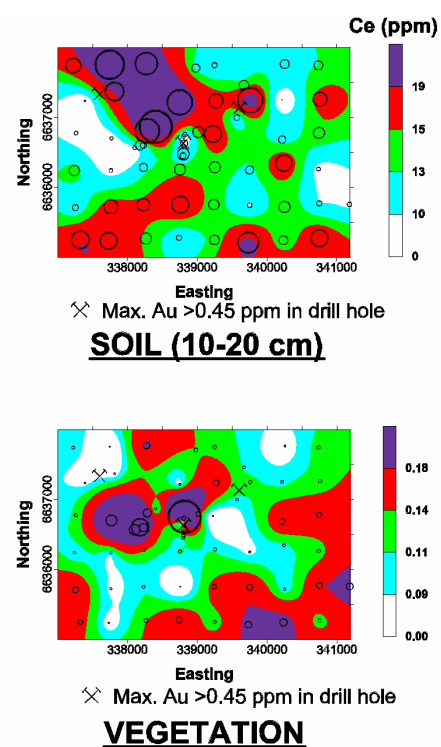 Ce (ppm)
19
15
13
10
0
Northing
6637000
6636000
338000 339000 340000 341000
Easting
Max. Au >0.45 ppm in drill hole
SOIL (10-20 cm)
0.18
0.14
0.11
0.09
0.00
Northing
6637000
6636000
338000 339000 340000 341000
Easting
Max. Au >0.45 ppm in drill hole
VEGETATION